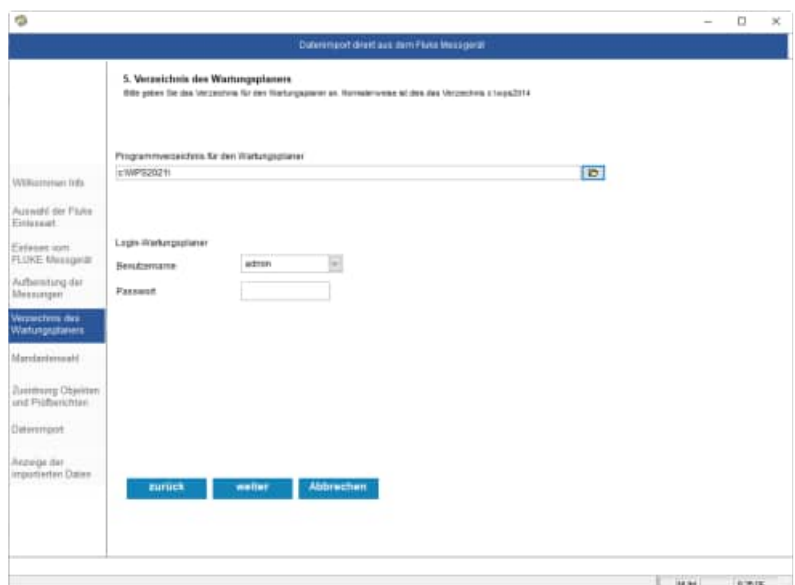 Datenimport direkt aus dem Fluke Messgerät
5. Verzeichnis des Wartungsplaners
Bitte geben Sie das Verzeichnis für den Wartungsplaner an. Normalerweise ist dies das Verzeichnis c:\wps2014
Programmverzeichnis für den Wartungsplaner
c:\WPS2021\
Willkommen Info
Auswahl der Fluke
Einleseart
Einlesen vom
FLUKE Messgerät
Aufbereitung der
Messungen
Verzeichnis des
Wartungsplaners
Mandantenwahl
Zuordnung Objekten
und Prüfberichten
Datenimport
Anzeige der
importierten Daten
Login-Wartungsplaner
Benutzername
admin
Passwort
zurück
weiter
Abbrechen